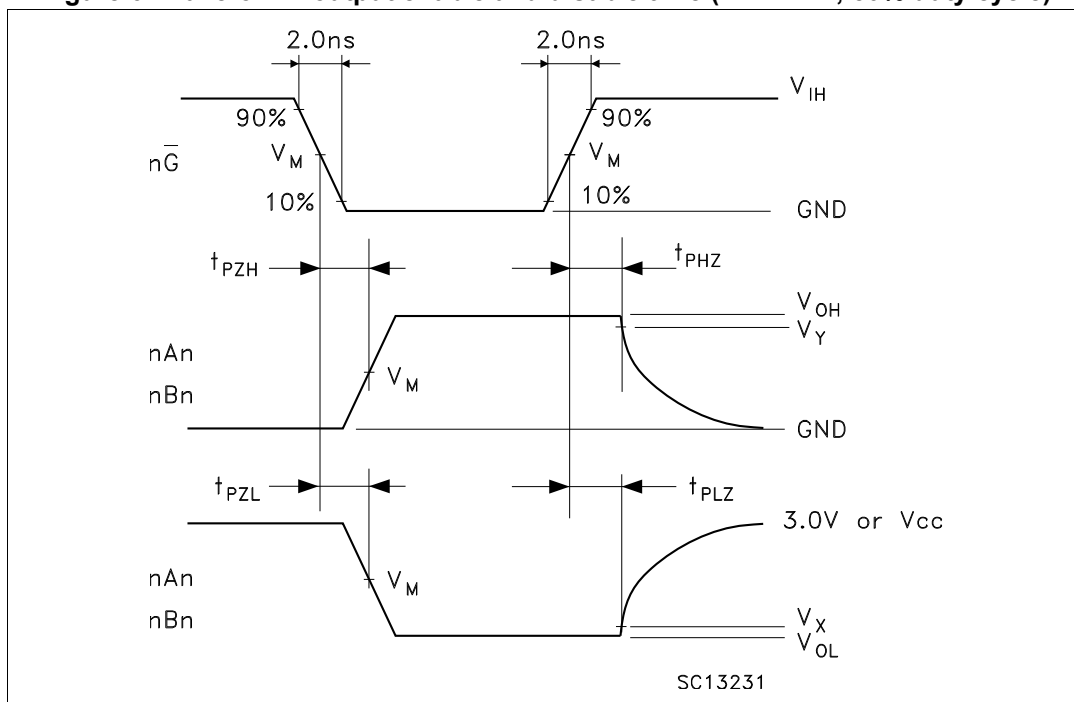 2.0ns 2.0ns
V_IH
90% 90%
nG̅ V_M V_M
10% 10%
GND
t_PZH t_PHZ
V_OH
V_Y
nAn V_M
nBn
GND
t_PZL t_PLZ
3.0V or Vcc
nAn V_M
nBn
V_X
V_OL
SC13231